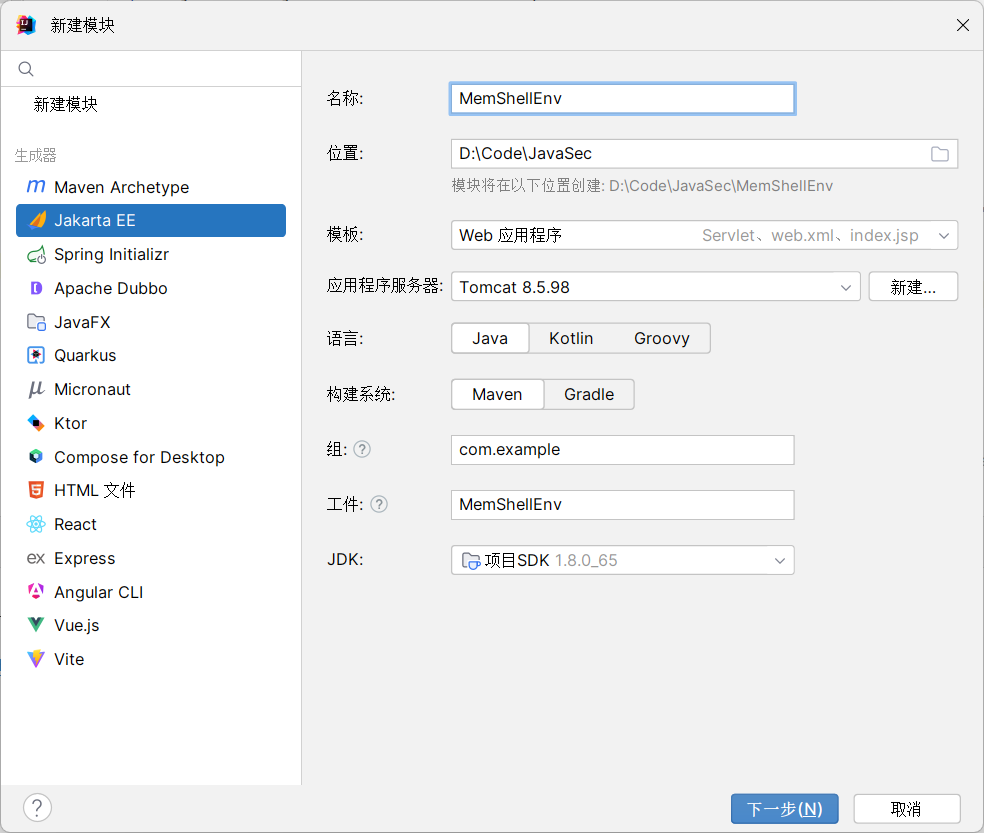 新建模块
新建模块
生成器
Maven Archetype
Jakarta EE
Spring Initializr
Apache Dubbo
JavaFX
Quarkus
Micronaut
Ktor
Compose for Desktop
HTML 文件
React
Express
Angular CLI
Vue.js
Vite
名称: MemShellEnv
位置: D:\Code\JavaSec
模块将在以下位置创建: D:\Code\JavaSec\MemShellEnv
模板: Web 应用程序 Servlet、web.xml、index.jsp
应用程序服务器: Tomcat 8.5.98 新建...
语言: Java Kotlin Groovy
构建系统: Maven Gradle
组: ? com.example
工件: ? MemShellEnv
JDK: 项目SDK 1.8.0_65
? 下一步(N) 取消